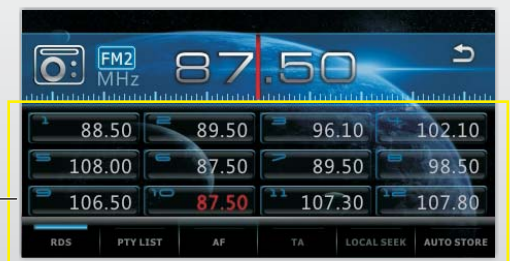 FM2
MHz
87.50
1 88.50 2 89.50 3 96.10 4 102.10
5 108.00 6 87.50 7 89.50 8 98.50
9 106.50 10 87.50 11 107.30 12 107.80
RDS PTY LIST AF TA LOCAL SEEK AUTO STORE